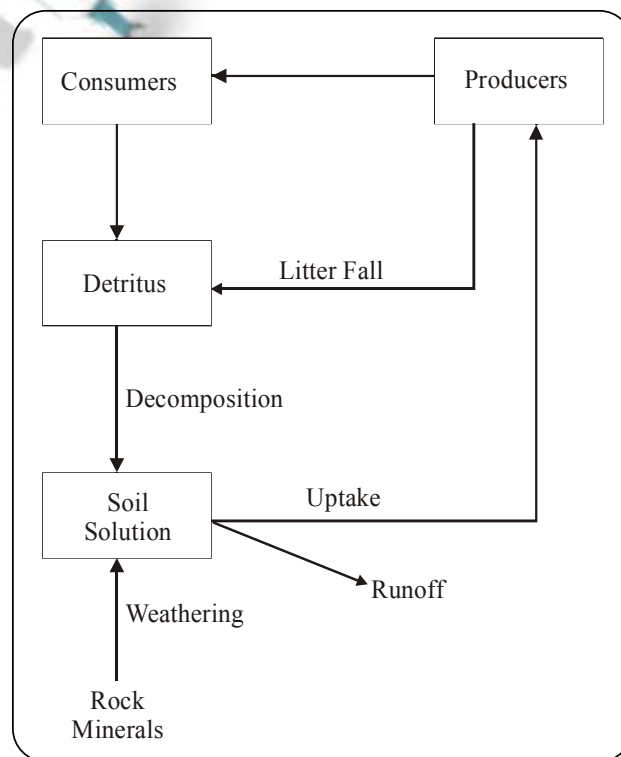 Consumers
Producers
Litter Fall
Detritus
Decomposition
Soil
Solution
Uptake
Runoff
Weathering
Rock
Minerals